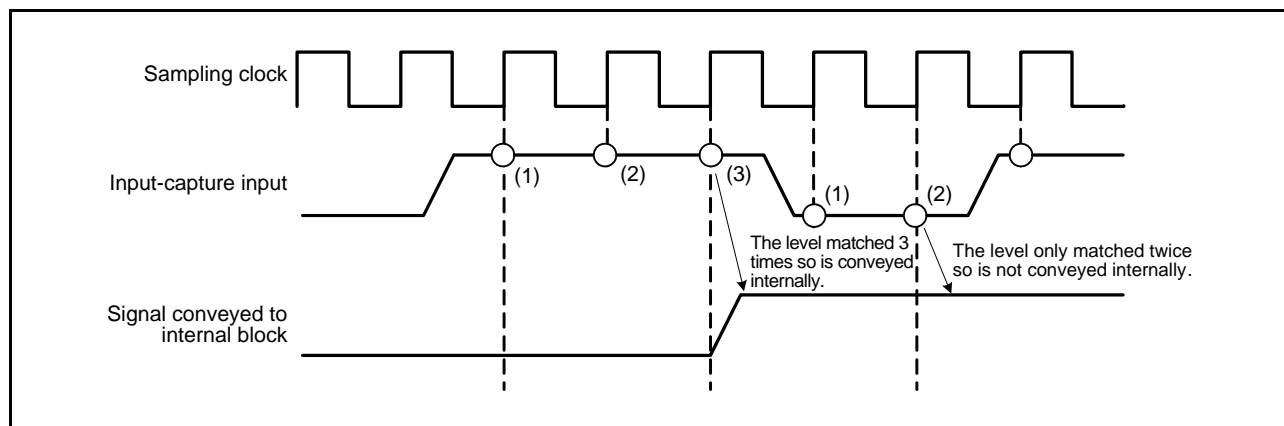 Sampling clock
Input-capture input
(1)
(2)
(3)
(1)
(2)
The level matched 3
times so is conveyed
internally.
The level only matched twice
so is not conveyed internally.
Signal conveyed to
internal block